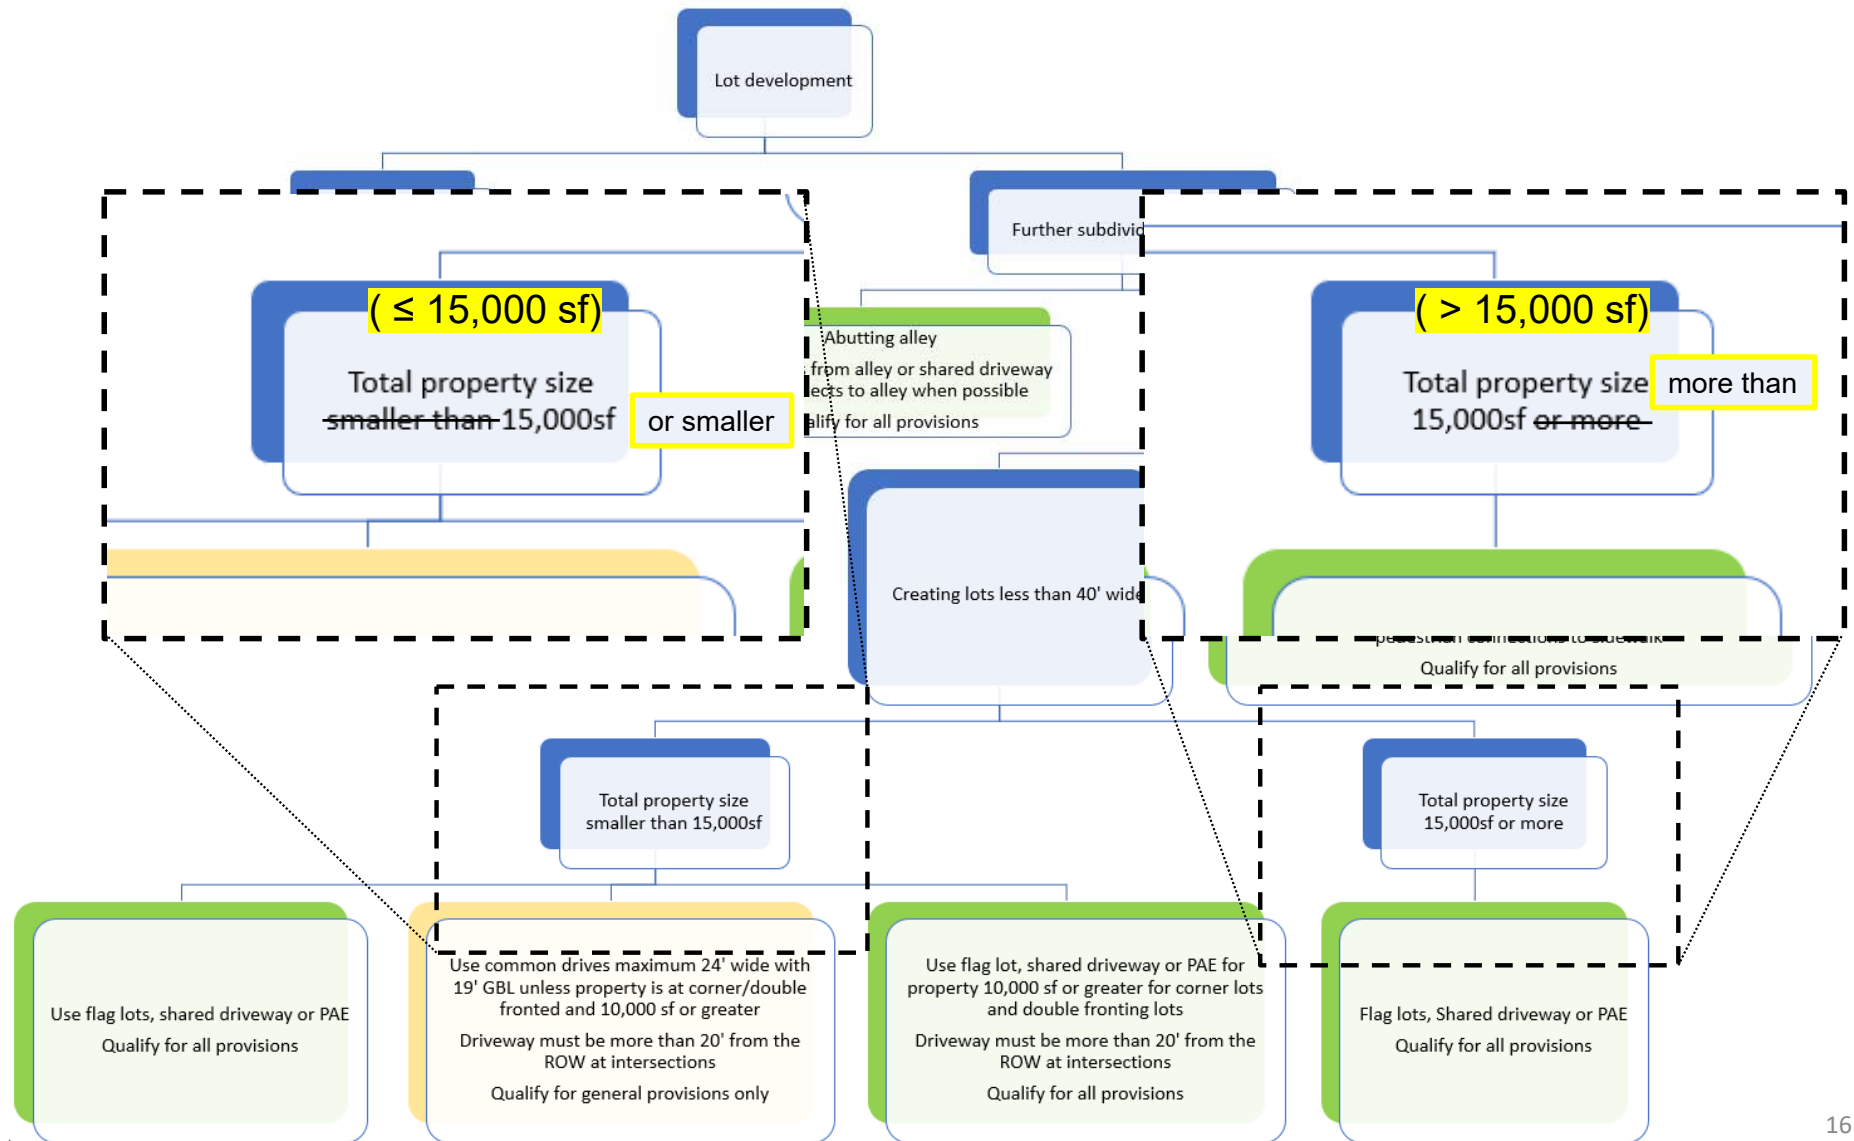 Lot development
Further subdivid
( ≤ 15,000 sf)
Total property size
smaller than 15,000sf
or smaller
Abutting alley
from alley or shared driveway
ects to alley when possible
alify for all provisions
( > 15,000 sf)
Total property size
more than
15,000sf or more
Creating lots less than 40' wide
pedestrian connections to sidewalk
Qualify for all provisions
Total property size
smaller than 15,000sf
Total property size
15,000sf or more
Use flag lots, shared driveway or PAE
Qualify for all provisions
Use common drives maximum 24' wide with
19' GBL unless property is at corner/double
fronted and 10,000 sf or greater
Driveway must be more than 20' from the
ROW at intersections
Qualify for general provisions only
Use flag lot, shared driveway or PAE for
property 10,000 sf or greater for corner lots
and double fronting lots
Driveway must be more than 20' from the
ROW at intersections
Qualify for all provisions
Flag lots, Shared driveway or PAE
Qualify for all provisions
16